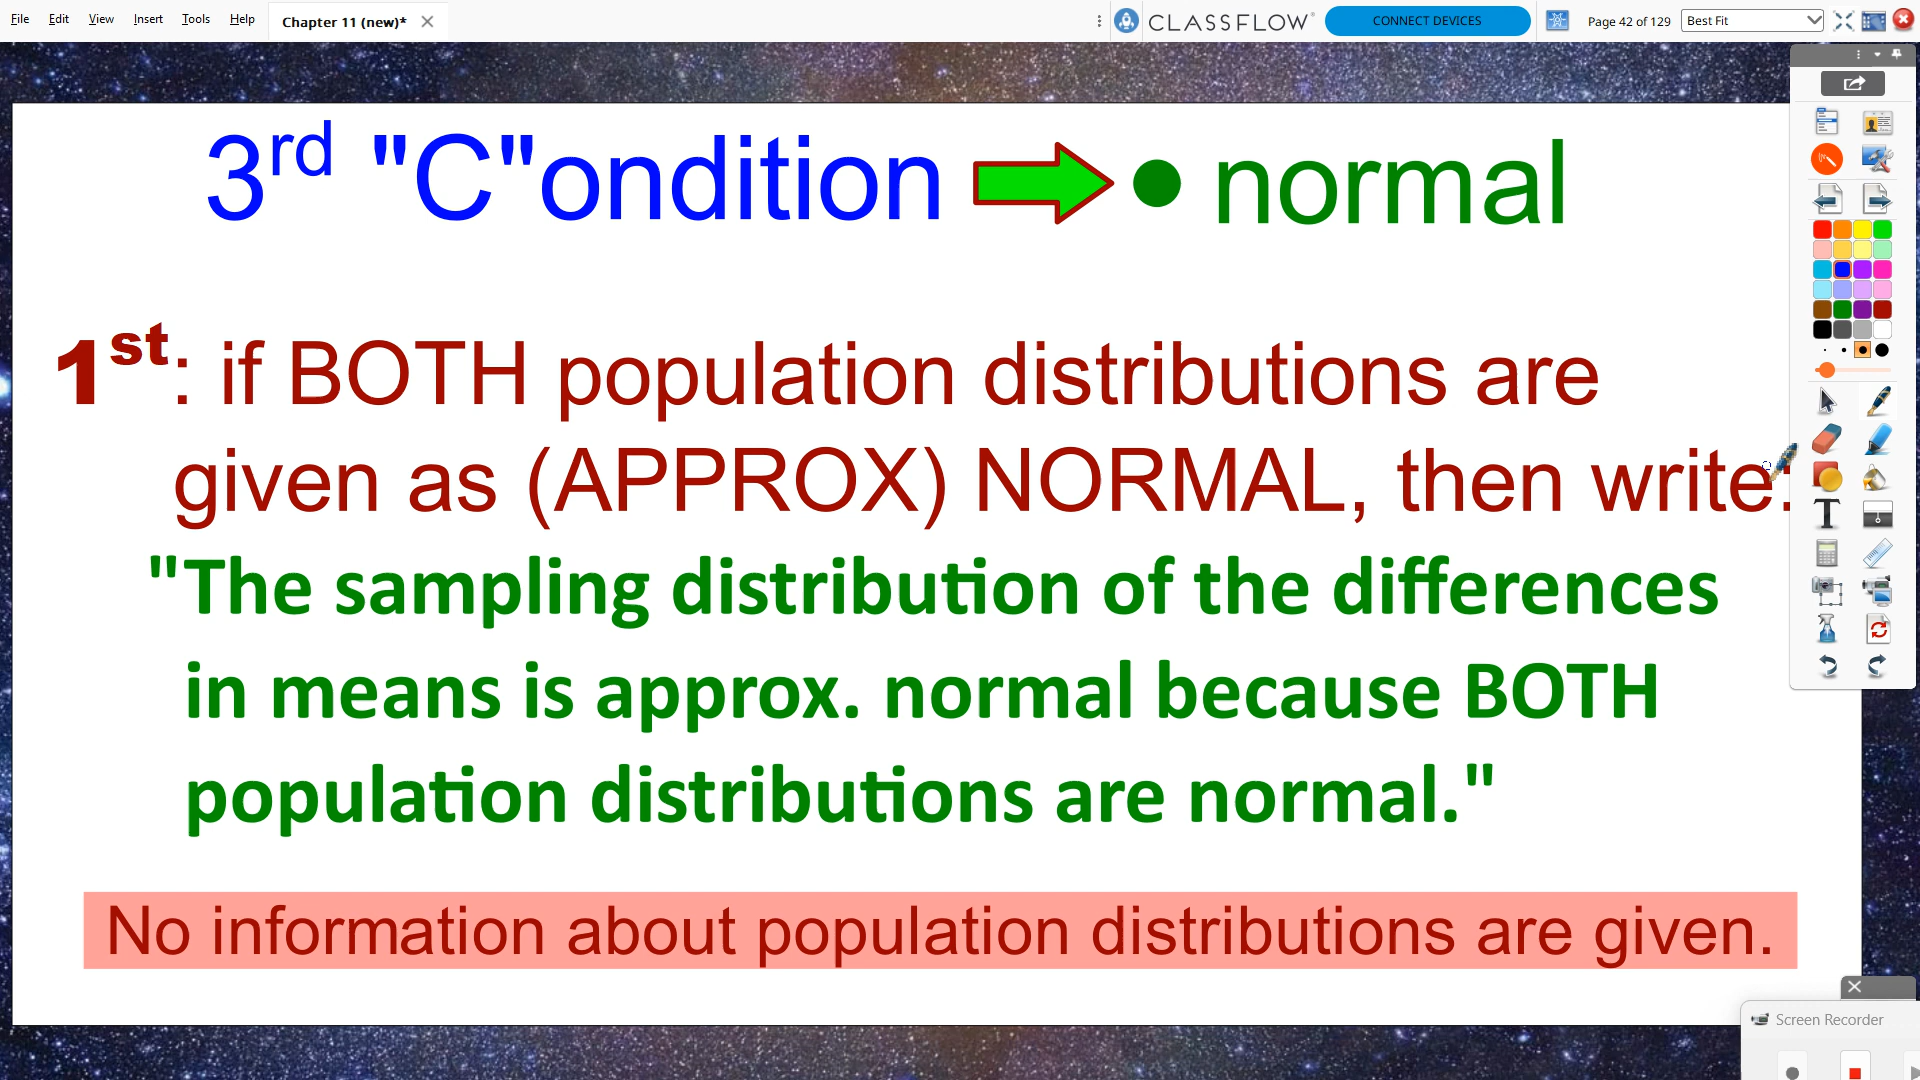 File Edit View Insert Tools Help Chapter 11 (new)* CLASSFLOW CONNECT DEVICES Page 42 of 129 Best Fit
3rd "C"ondition • normal
1st: if BOTH population distributions are
given as (APPROX) NORMAL, then write:
"The sampling distribution of the differences
in means is approx. normal because BOTH
population distributions are normal."
No information about population distributions are given.
Screen Recorder